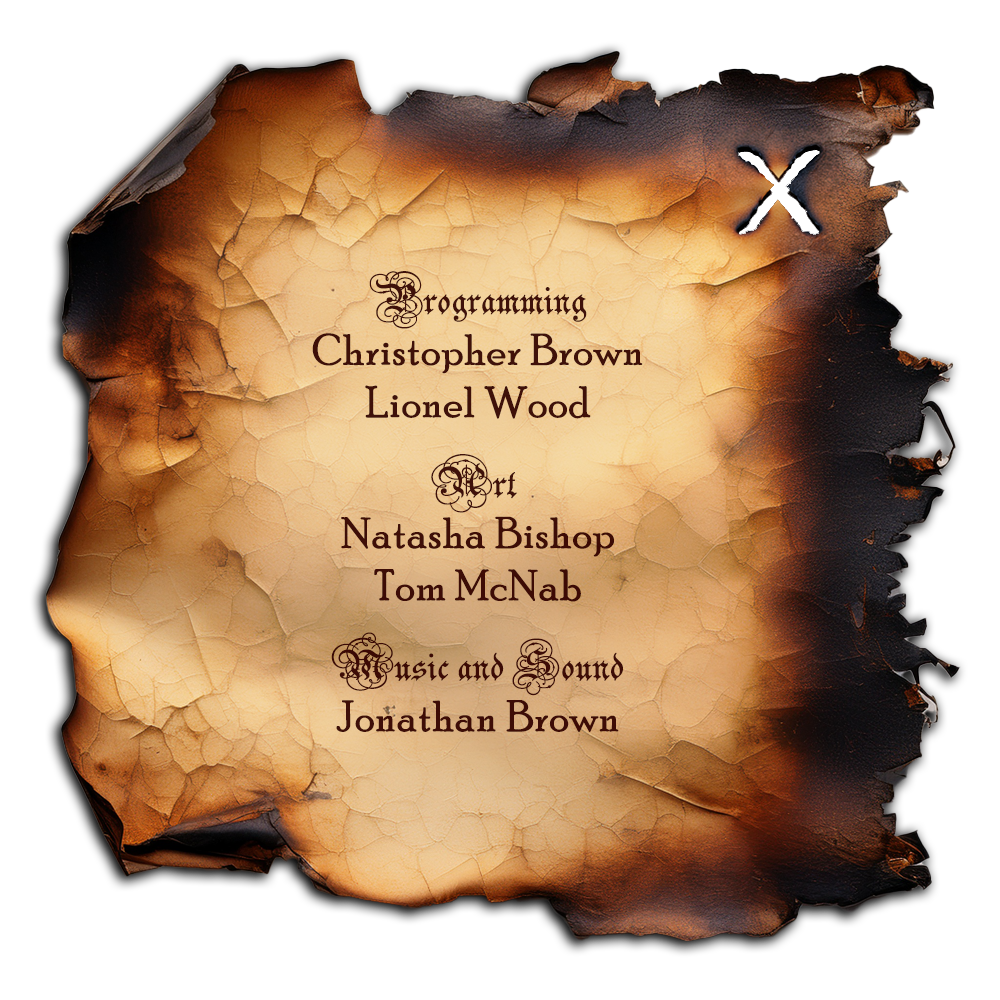 X
Programming
Christopher Brown
Lionel Wood
Art
Natasha Bishop
Tom McNab
Music and Sound
Jonathan Brown